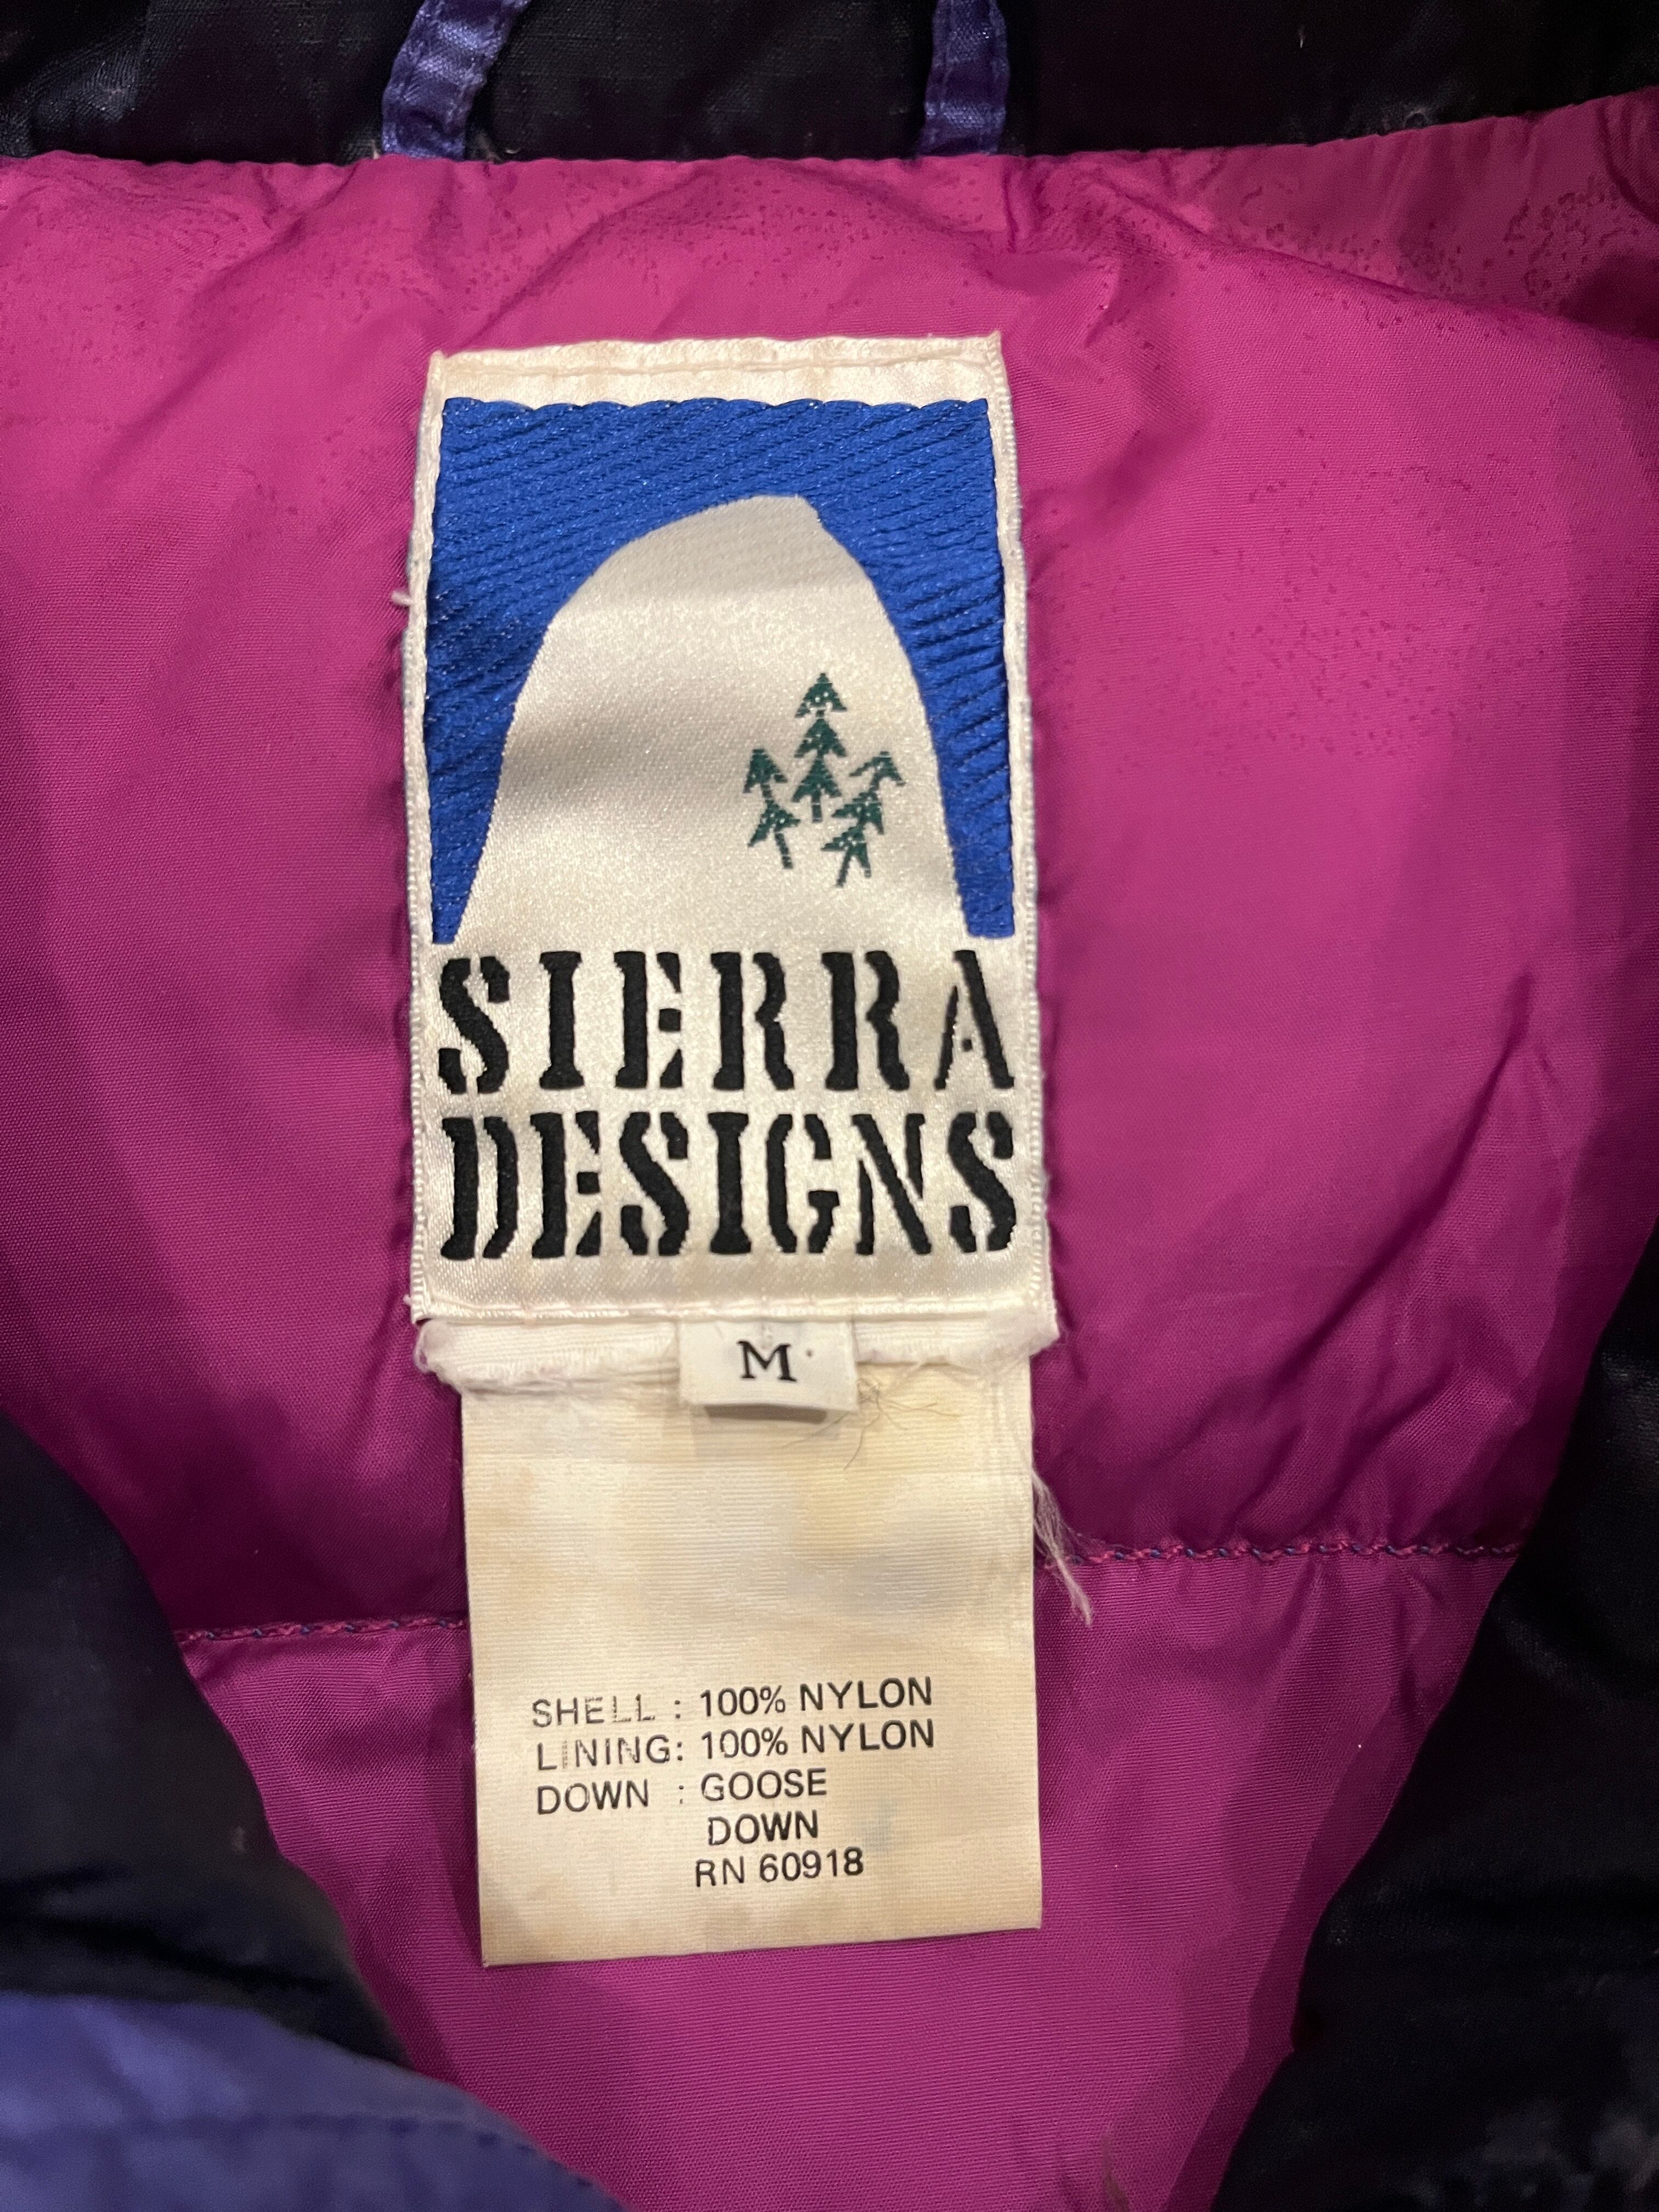 SIERRA
DESIGNS
M
SHELL : 100% NYLON
LINING: 100% NYLON
DOWN : GOOSE
DOWN
RN 60918